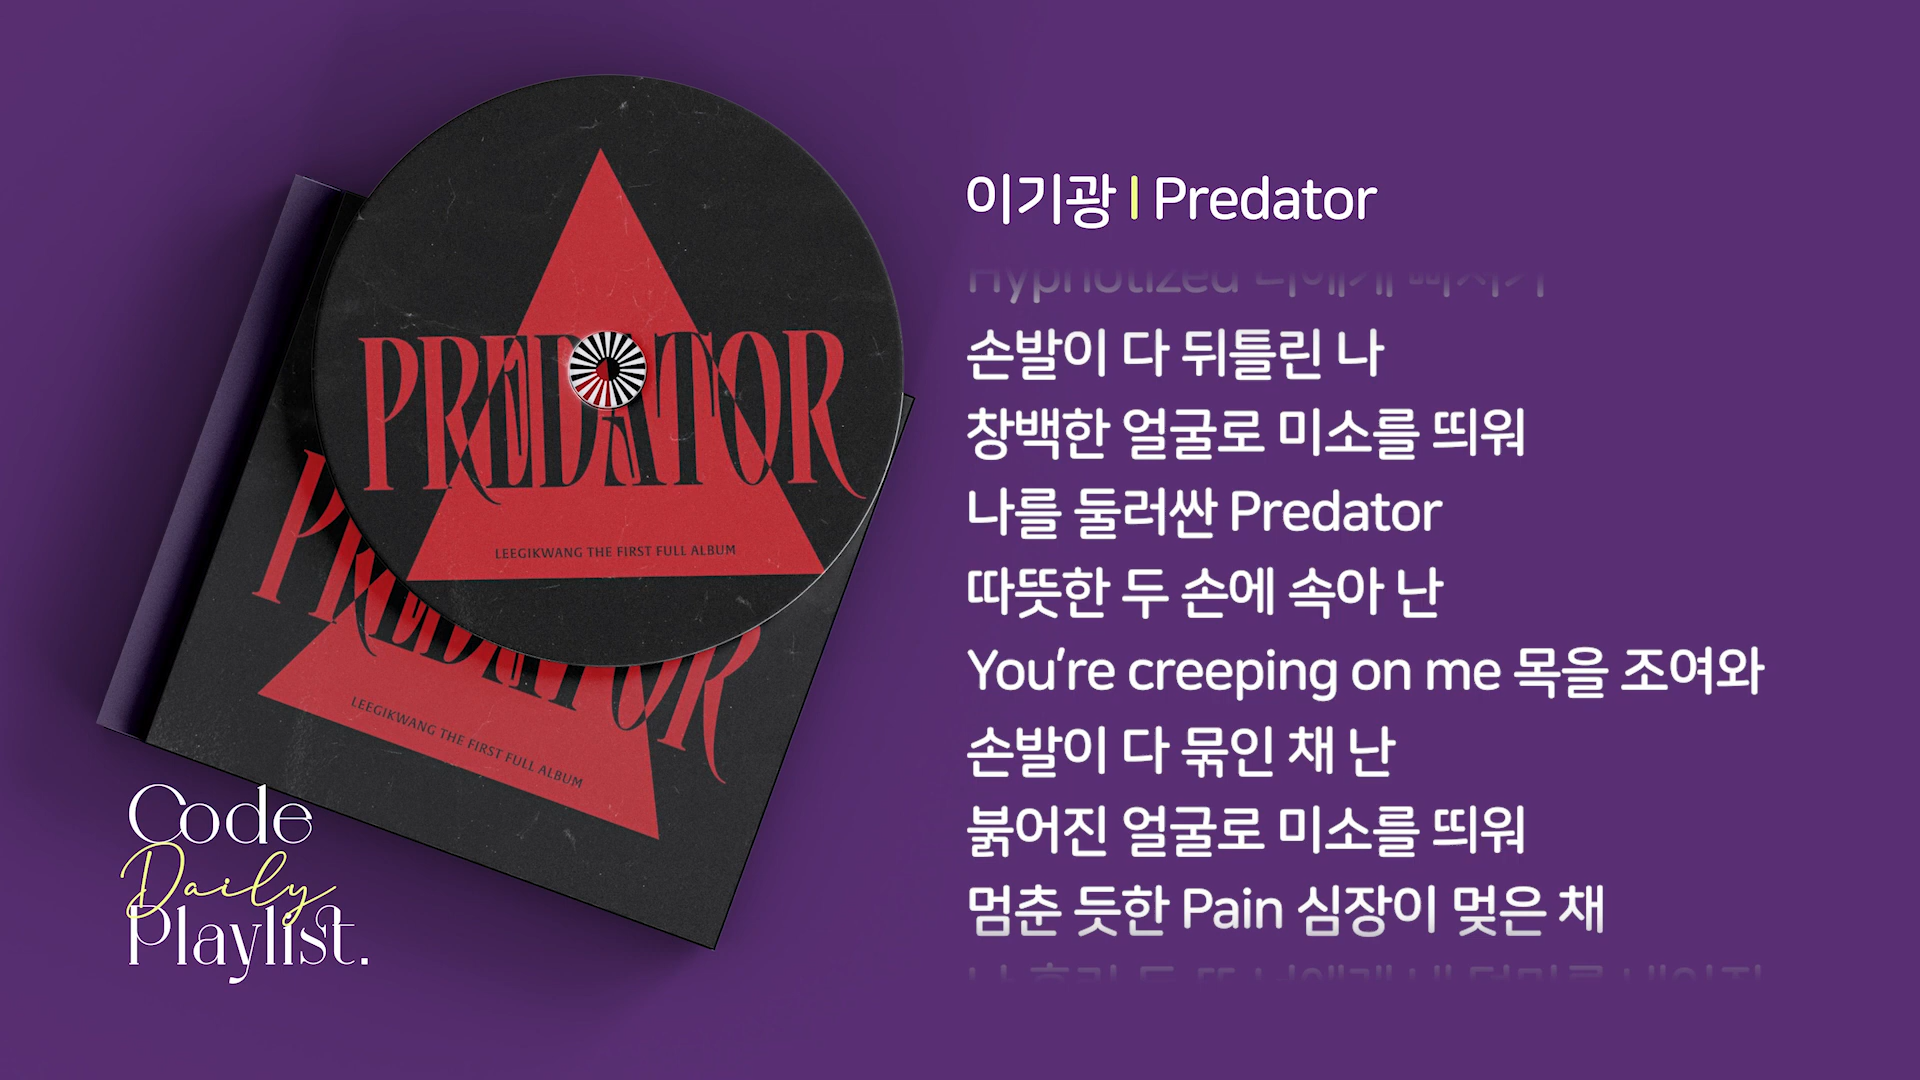 이기광 | Predator
Hypnotized
손발이 다 뒤틀린 나
창백한 얼굴로 미소를 띄워
나를 둘러싼 Predator
따뜻한 두 손에 속아 난
You're creeping on me 목을 조여와
손발이 다 묶인 채 난
붉어진 얼굴로 미소를 띄워
멈춘 듯한 Pain 심장이 멎은 채
PREDATOR
LEEGIKWANG THE FIRST FULL ALBUM
PREDATOR
LEEGIKWANG THE FIRST FULL ALBUM
Code
Daily
Playlist.